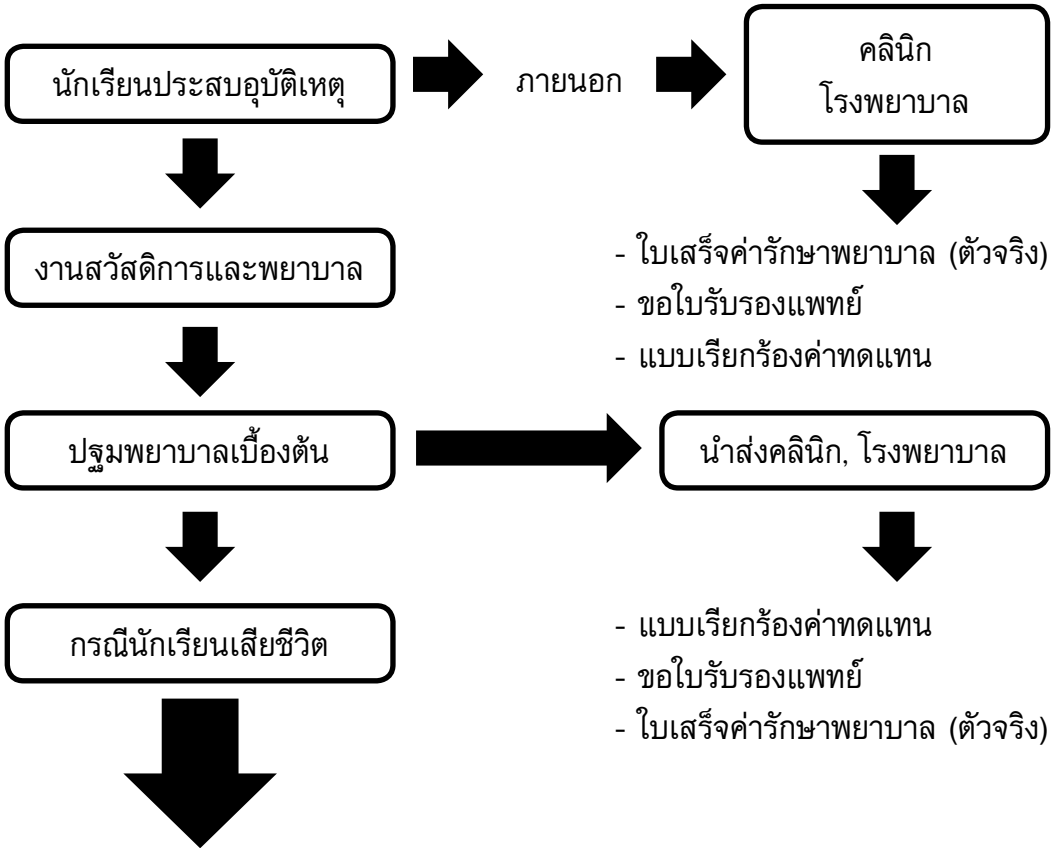 นักเรียนประสบอุบัติเหตุ
ภายนอก
คลินิก
โรงพยาบาล
งานสวัสดิการและพยาบาล
- ใบเสร็จค่ารักษาพยาบาล (ตัวจริง)
- ขอใบรับรองแพทย์
- แบบเรียกร้องค่าทดแทน
ปฐมพยาบาลเบื้องต้น
นำส่งคลินิก, โรงพยาบาล
กรณีนักเรียนเสียชีวิต
- แบบเรียกร้องค่าทดแทน
- ขอใบรับรองแพทย์
- ใบเสร็จค่ารักษาพยาบาล (ตัวจริง)